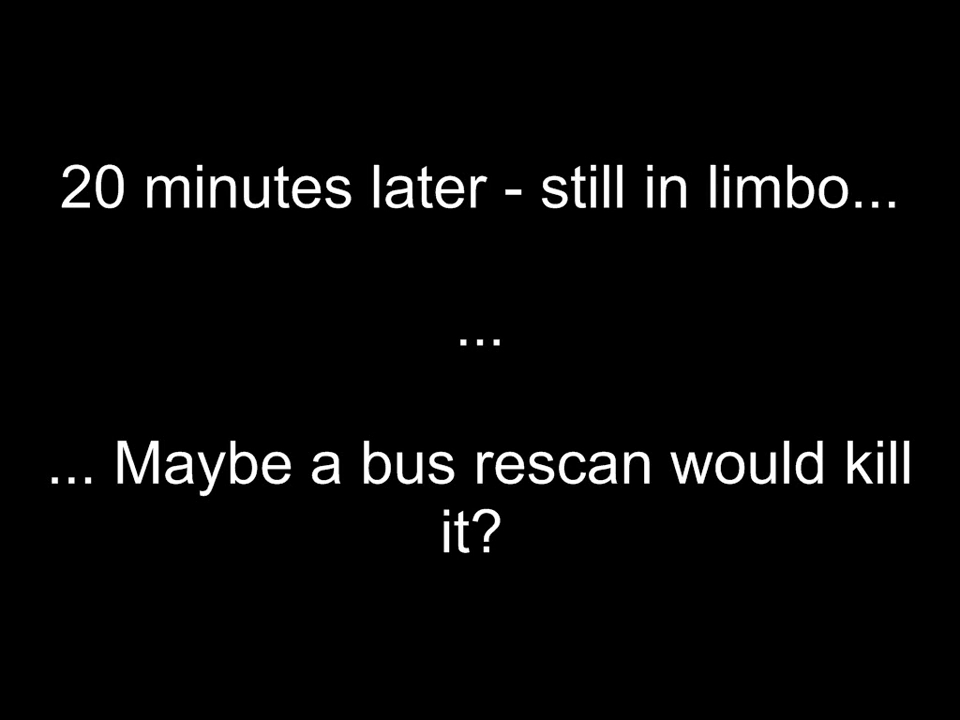 20 minutes later - still in limbo...
...
... Maybe a bus rescan would kill
it?